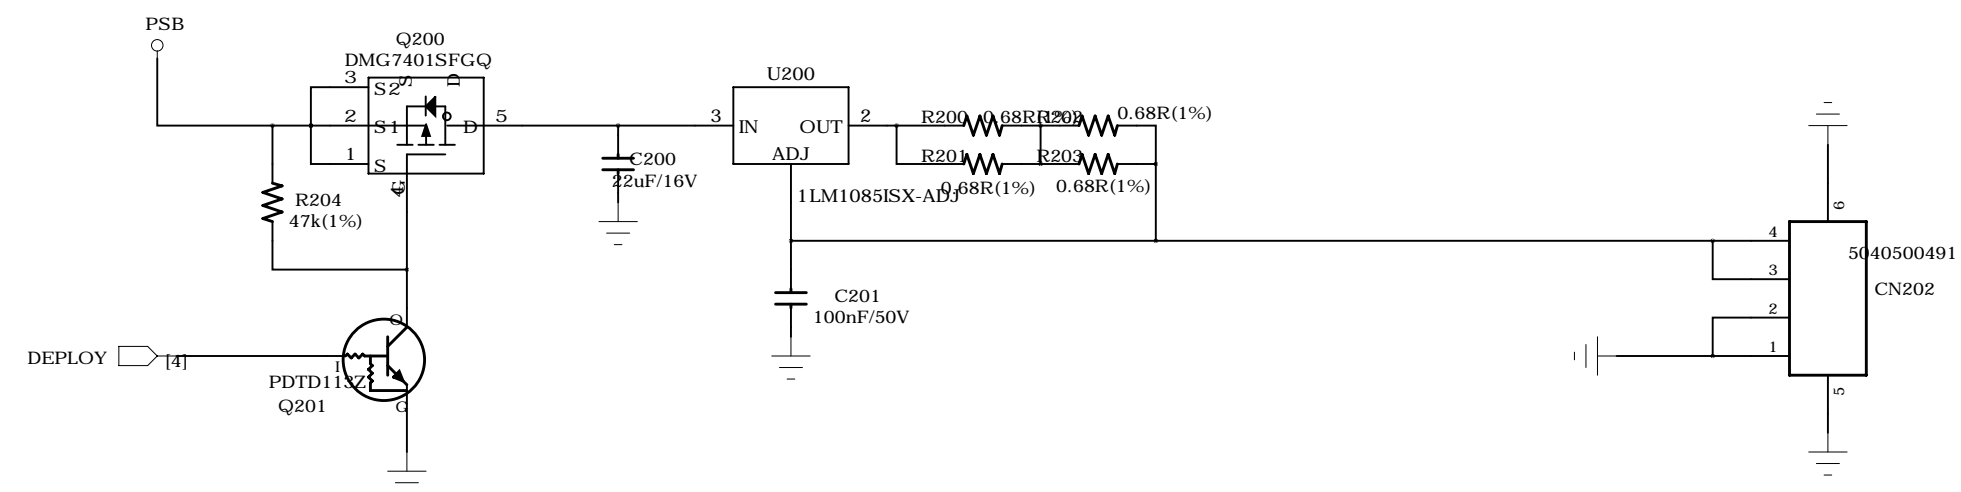 PSB
Q200
DMG7401SFGQ
S
D
3
S2
2
S1
D
5
1
S
4
G
R204
47k(1%)
C200
22uF/16V
U200
3
IN
OUT
2
ADJ
1LM1085ISX-ADJ
R200
0.68R(1%)
R202
0.68R(1%)
R201
0.68R(1%)
R203
0.68R(1%)
C201
100nF/50V
DEPLOY
[4]
I
O
G
PDTD113Z
Q201
6
4
3
2
1
5
5040500491
CN202